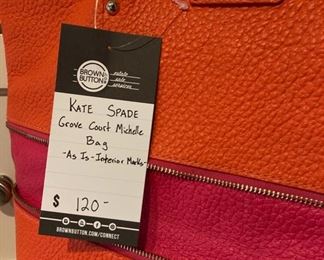 BROWN
BUTTON
estate
sale
services
KATE SPADE
Grove Court Michelle
Bag
-As Is-Interior Marks-
$ 120-
BROWNBUTTON.COM/CONNECT